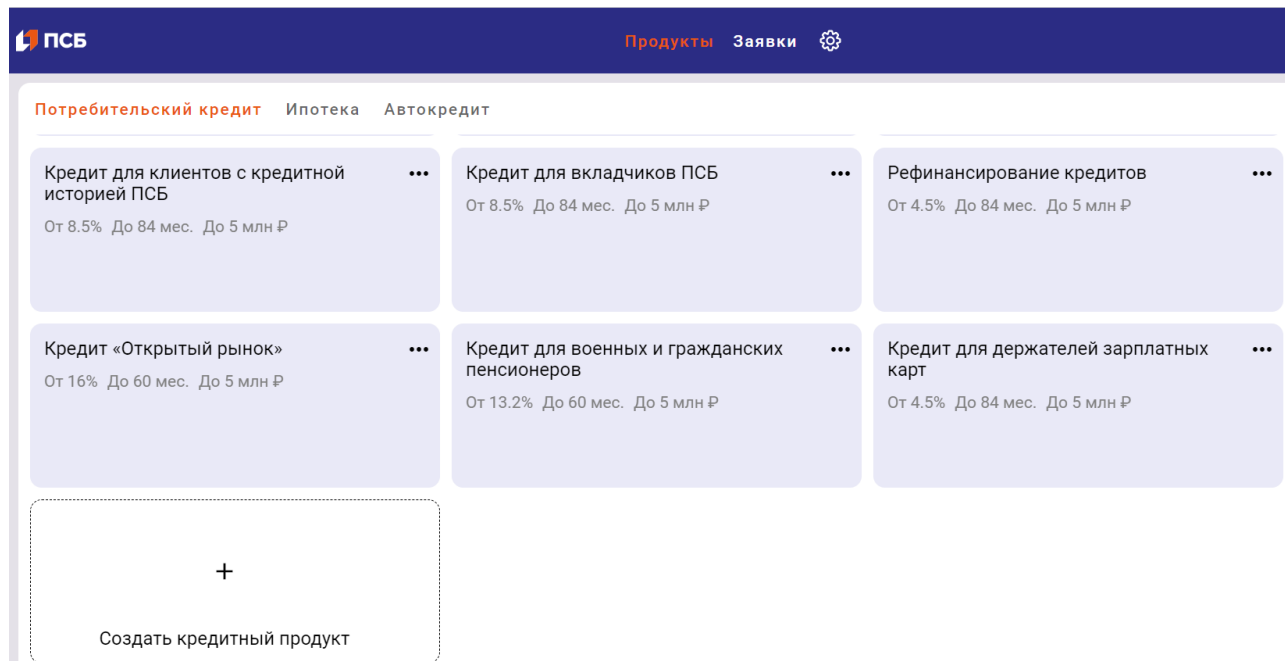 ПСБ
Продукты Заявки
Потребительский кредит Ипотека Автокредит
Кредит для клиентов с кредитной
историей ПСБ
От 8.5% До 84 мес. До 5 млн ₽
Кредит для вкладчиков ПСБ
От 8.5% До 84 мес. До 5 млн ₽
Рефинансирование кредитов
От 4.5% До 84 мес. До 5 млн ₽
Кредит «Открытый рынок»
От 16% До 60 мес. До 5 млн ₽
Кредит для военных и гражданских
пенсионеров
От 13.2% До 60 мес. До 5 млн ₽
Кредит для держателей зарплатных
карт
От 4.5% До 84 мес. До 5 млн ₽
Создать кредитный продукт